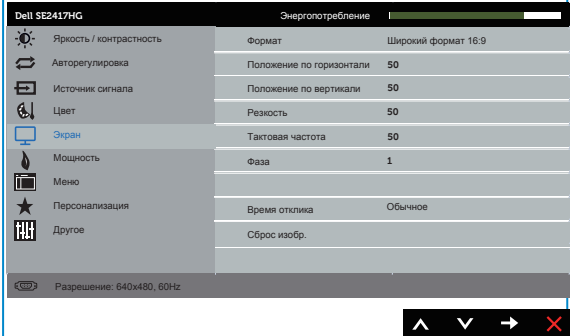 Dell SE2417HG Энергопотребление
Яркость / контрастность Формат Широкий формат 16:9
Авторегулировка Положение по горизонтали 50
Источник сигнала Положение по вертикали 50
Цвет Резкость 50
Экран Тактовая частота 50
Мощность Фаза 1
Меню
Персонализация Время отклика Обычное
Другое Сброс изобр.
Разрешение: 640x480, 60Hz